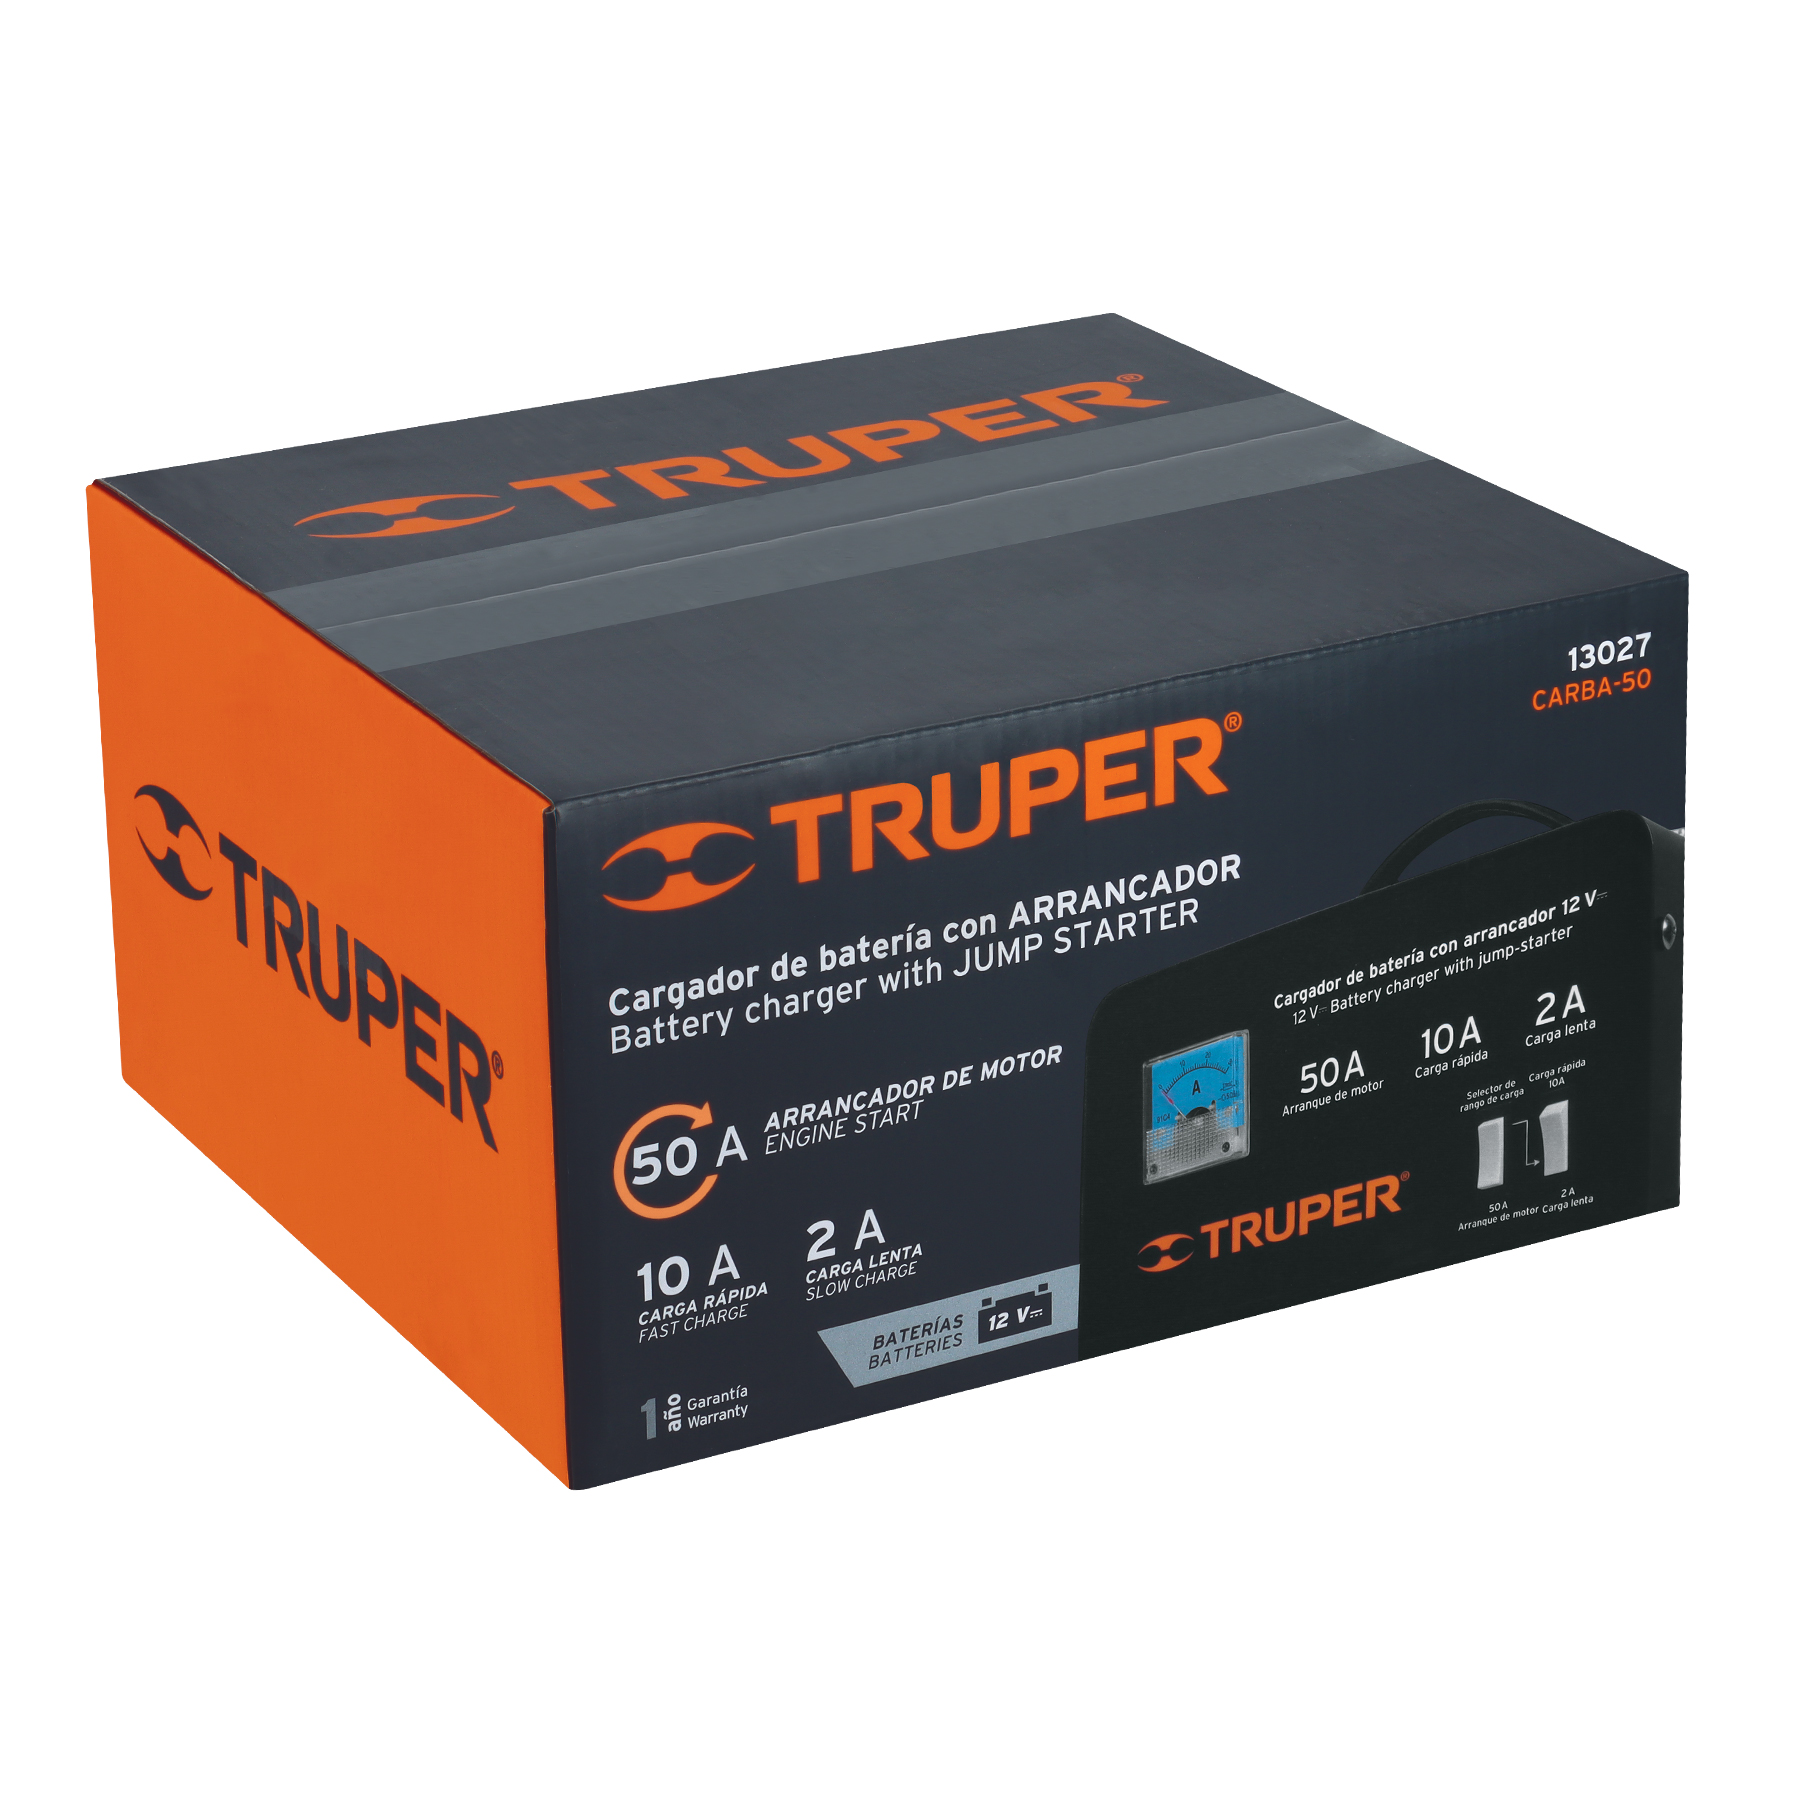 TRUPER®
TRUPER®
13027
CARBA-50
TRUPER®
Cargador de batería con ARRANCADOR
Battery charger with JUMP STARTER
50 A
ARRANCADOR DE MOTOR
ENGINE START
10 A
CARGA RÁPIDA
FAST CHARGE
2 A
CARGA LENTA
SLOW CHARGE
BATERÍAS
BATTERIES
12 V⎓
1 año
Garantía
Warranty
Cargador de batería con arrancador 12 V⎓
12 V⎓ Battery charger with jump-starter
50 A
Arranque de motor
10 A
Carga rápida
2 A
Carga lenta
Selector de
rango de carga
Carga rápida
10A
50 A
Arranque de motor
2 A
Carga lenta
A
TRUPER®